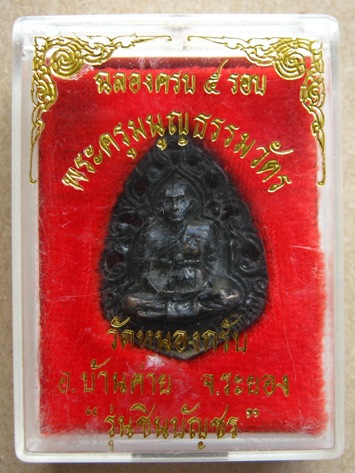 ฉลองครบ ๕ รอบ
พระครูมนูญธรรมวัตร
วัดหนองกรับ
อ.บ้านค่าย จ.ระยอง
"รุ่นชินบัญชร"